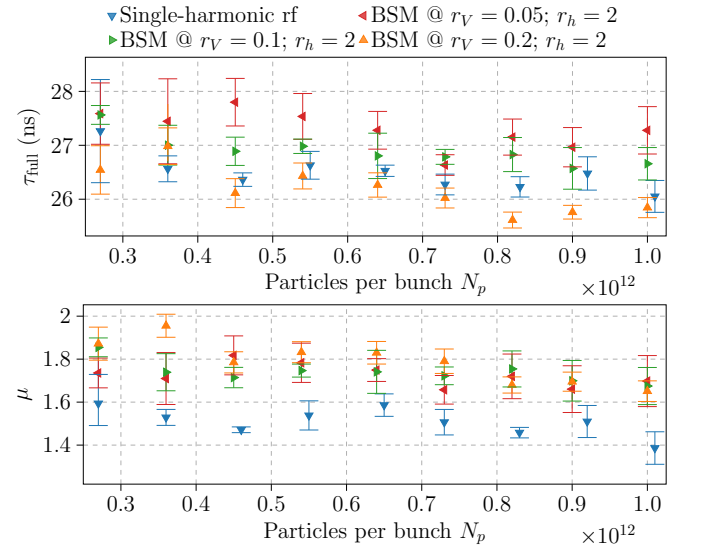 Single-harmonic rf BSM @ r_V = 0.05; r_h = 2
BSM @ r_V = 0.1; r_h = 2 BSM @ r_V = 0.2; r_h = 2
28
27
26
τ_full (ns)
0.3 0.4 0.5 0.6 0.7 0.8 0.9 1.0
Particles per bunch N_p
×10^12
2
1.8
1.6
1.4
μ
0.3 0.4 0.5 0.6 0.7 0.8 0.9 1.0
Particles per bunch N_p
×10^12